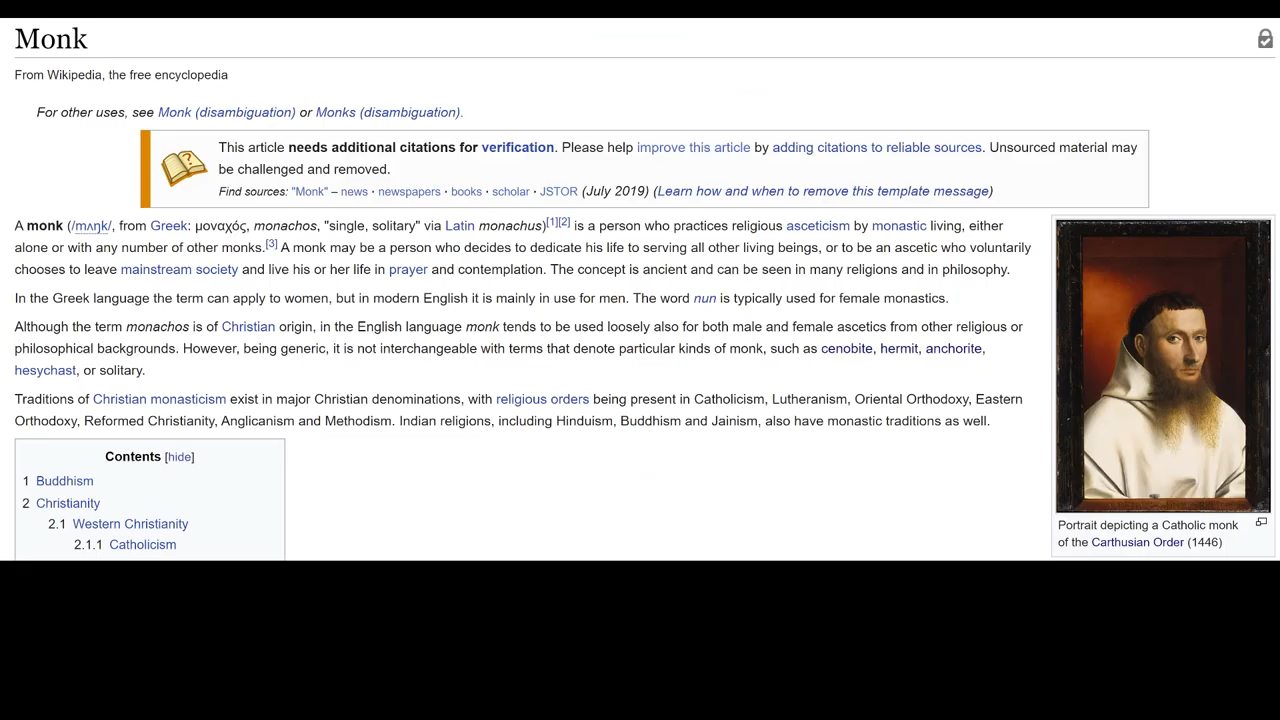 Monk
From Wikipedia, the free encyclopedia
For other uses, see Monk (disambiguation) or Monks (disambiguation).
This article needs additional citations for verification. Please help improve this article by adding citations to reliable sources. Unsourced material may
be challenged and removed.
Find sources: "Monk" – news · newspapers · books · scholar · JSTOR (July 2019) (Learn how and when to remove this template message)
A monk (/mʌŋk/, from Greek: μοναχός, monachos, "single, solitary" via Latin monachus)[1][2] is a person who practices religious asceticism by monastic living, either
alone or with any number of other monks.[3] A monk may be a person who decides to dedicate his life to serving all other living beings, or to be an ascetic who voluntarily
chooses to leave mainstream society and live his or her life in prayer and contemplation. The concept is ancient and can be seen in many religions and in philosophy.
In the Greek language the term can apply to women, but in modern English it is mainly in use for men. The word nun is typically used for female monastics.
Although the term monachos is of Christian origin, in the English language monk tends to be used loosely also for both male and female ascetics from other religious or
philosophical backgrounds. However, being generic, it is not interchangeable with terms that denote particular kinds of monk, such as cenobite, hermit, anchorite,
hesychast, or solitary.
Traditions of Christian monasticism exist in major Christian denominations, with religious orders being present in Catholicism, Lutheranism, Oriental Orthodoxy, Eastern
Orthodoxy, Reformed Christianity, Anglicanism and Methodism. Indian religions, including Hinduism, Buddhism and Jainism, also have monastic traditions as well.
Contents [hide]
1 Buddhism
2 Christianity
2.1 Western Christianity
2.1.1 Catholicism
Portrait depicting a Catholic monk
of the Carthusian Order (1446)